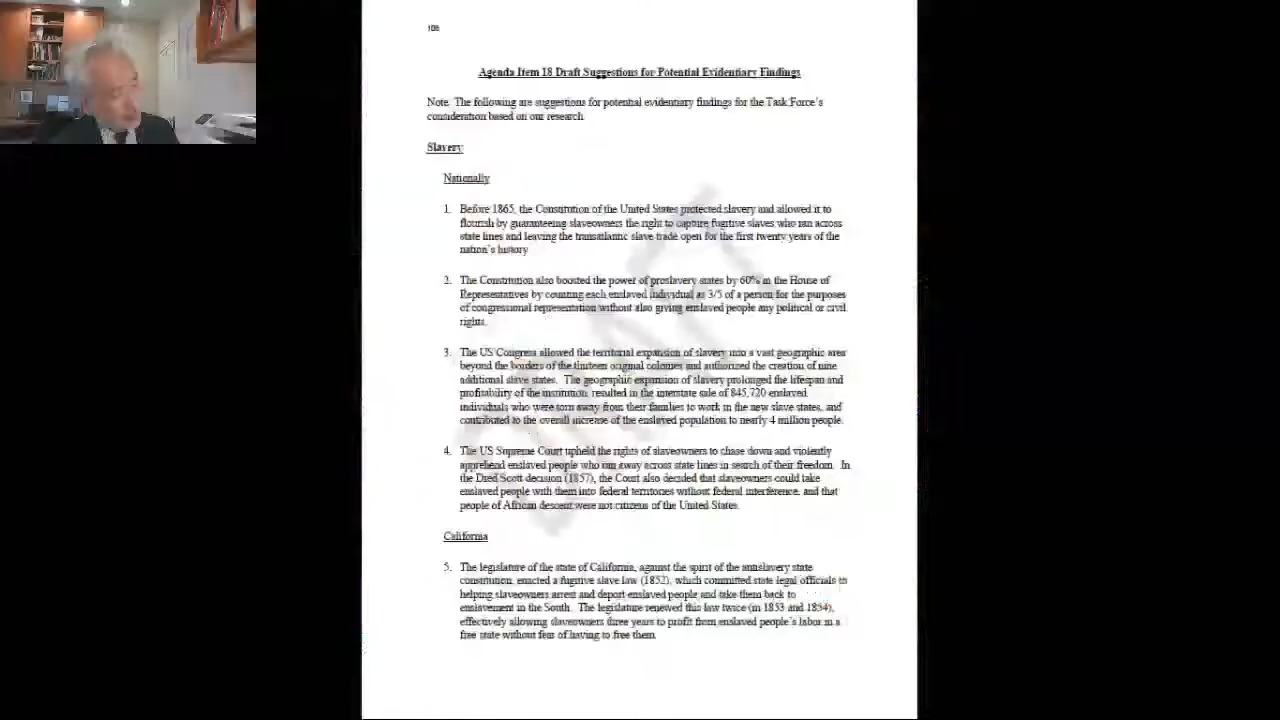 108
Agenda Item 18 Draft Suggestions for Potential Evidentiary Findings
Note. The following are suggestions for potential evidentiary findings for the Task Force's
consideration based on our research.
Slavery
Nationally
1. Before 1865, the Constitution of the United States protected slavery and allowed it to
flourish by guaranteeing slaveowners the right to capture fugitive slaves who ran across
state lines and leaving the transatlantic slave trade open for the first twenty years of the
nation's history.
2. The Constitution also boosted the power of proslavery states by 60% in the House of
Representatives by counting each enslaved individual as 3/5 of a person for the purposes
of congressional representation without also giving enslaved people any political or civil
rights.
3. The US Congress allowed the territorial expansion of slavery into a vast geographic area
beyond the borders of the thirteen original colonies and authorized the creation of nine
additional slave states. The geographic expansion of slavery prolonged the lifespan and
profitability of the institution, resulted in the interstate sale of 845,720 enslaved
individuals who were torn away from their families to work in the new slave states, and
contributed to the overall increase of the enslaved population to nearly 4 million people.
4. The US Supreme Court upheld the rights of slaveowners to chase down and violently
apprehend enslaved people who ran away across state lines in search of their freedom. In
the Dred Scott decision (1857), the Court also decided that slaveowners could take
enslaved people with them into federal territories without federal interference, and that
people of African descent were not citizens of the United States.
California
5. The legislature of the state of California, against the spirit of the antislavery state
constitution, enacted a fugitive slave law (1852), which committed state legal officials to
helping slaveowners arrest and deport enslaved people and take them back to
enslavement in the South. The legislature renewed this law twice (in 1853 and 1854),
effectively allowing slaveowners three years to profit from enslaved people's labor in a
free state without fear of having to free them.